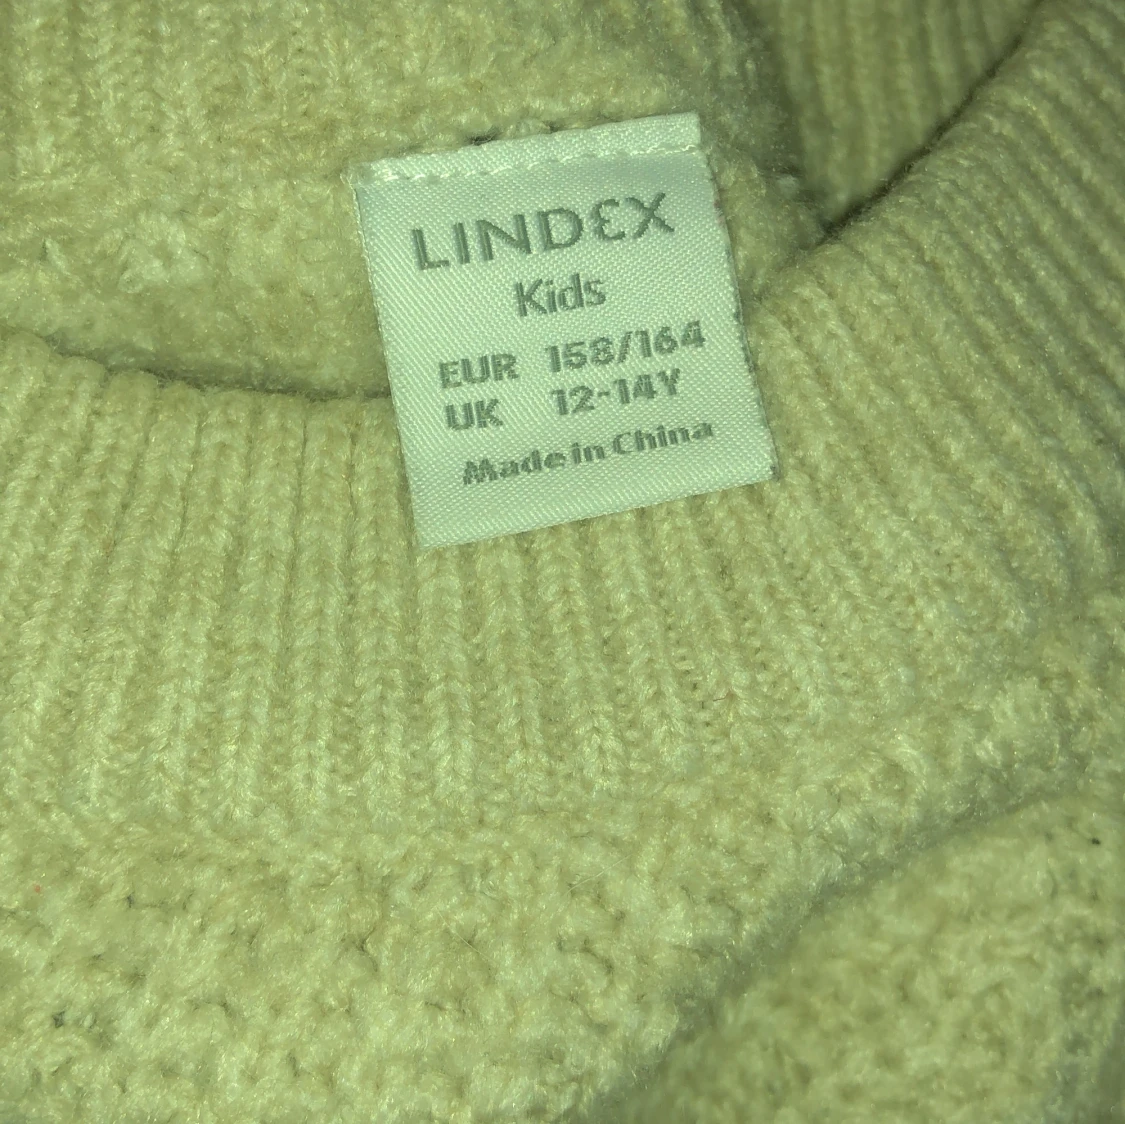 LINDEX
Kids
EUR 158/164
UK 12-14Y
Made in China